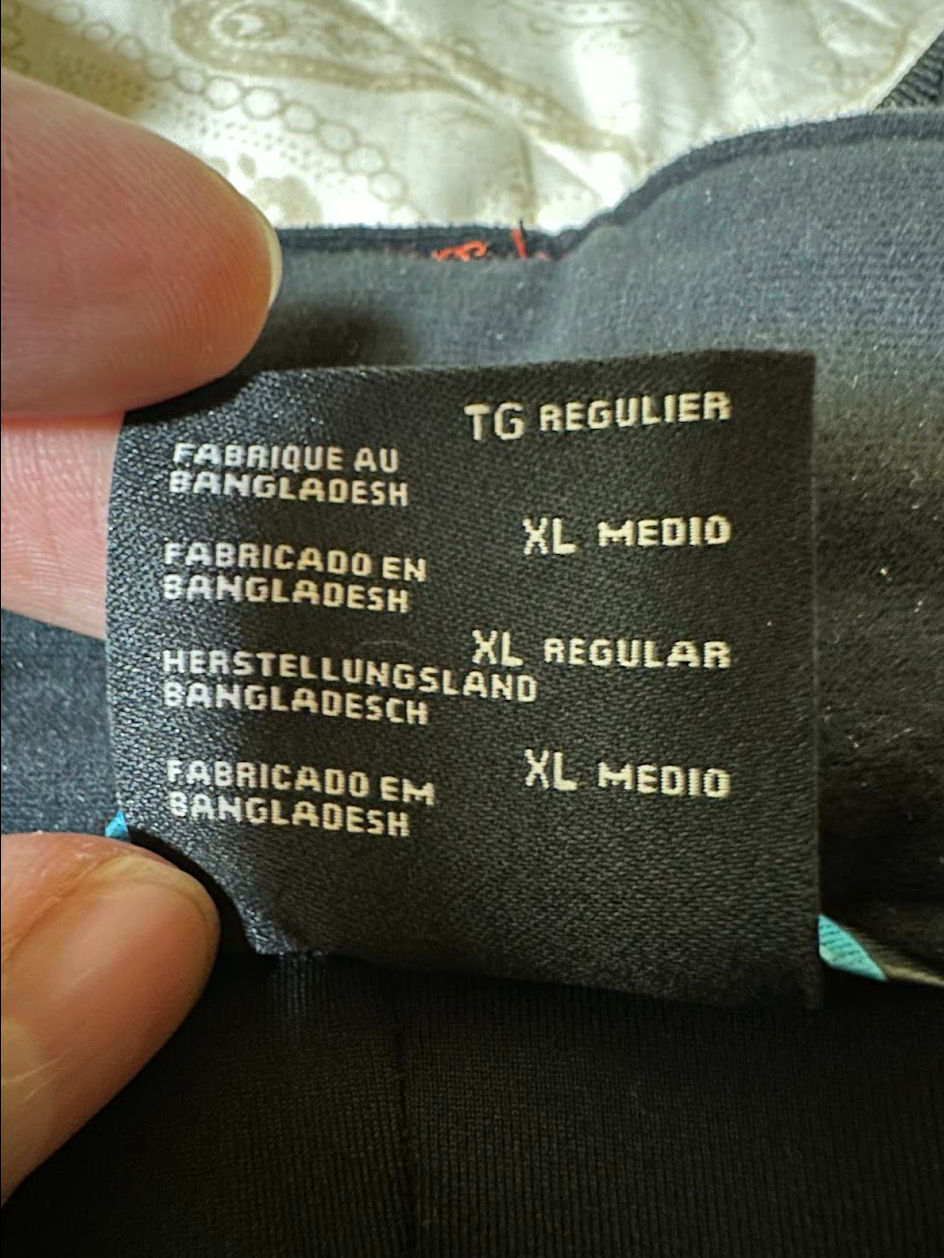 TG REGULIER
FABRIQUE AU
BANGLADESH
XL MEDIO
FABRICADO EN
BANGLADESH
XL REGULAR
HERSTELLUNGSLAND
BANGLADESCH
XL MEDIO
FABRICADO EM
BANGLADESH